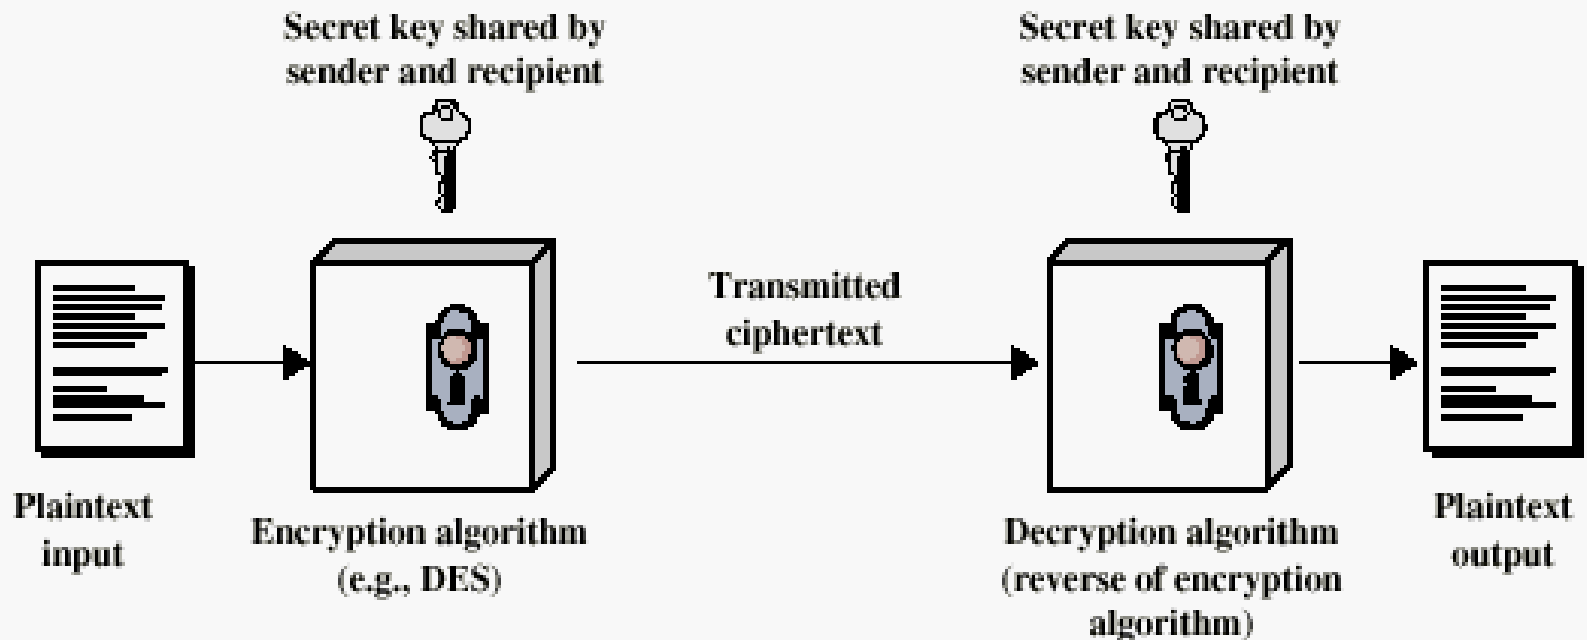 Secret key shared by
sender and recipient
Secret key shared by
sender and recipient
Transmitted
ciphertext
Plaintext
input
Encryption algorithm
(e.g., DES)
Decryption algorithm
(reverse of encryption
algorithm)
Plaintext
output